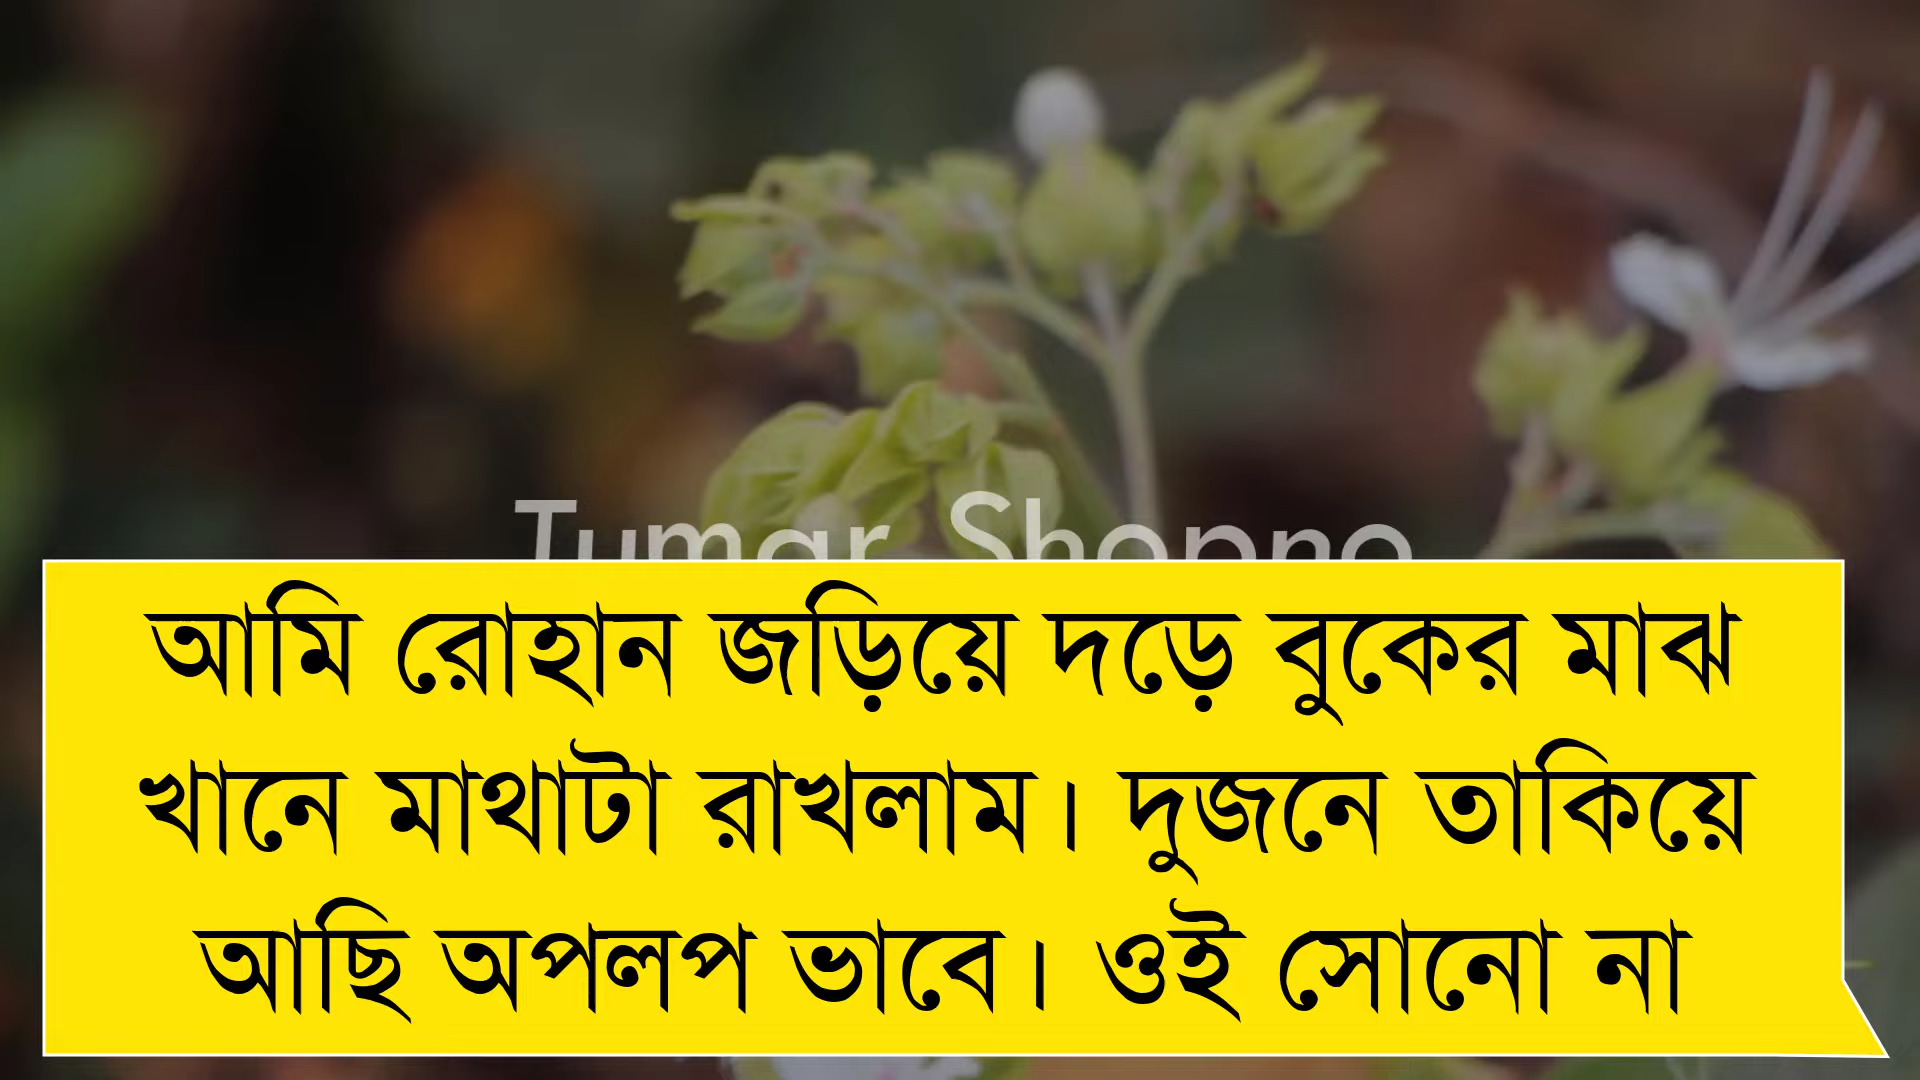 Tumar Shopno
আমি রোহান জড়িয়ে দড়ে বুকের মাঝ
খানে মাথাটা রাখলাম। দুজনে তাকিয়ে
আছি অপলপ ভাবে। ওই সোনো না